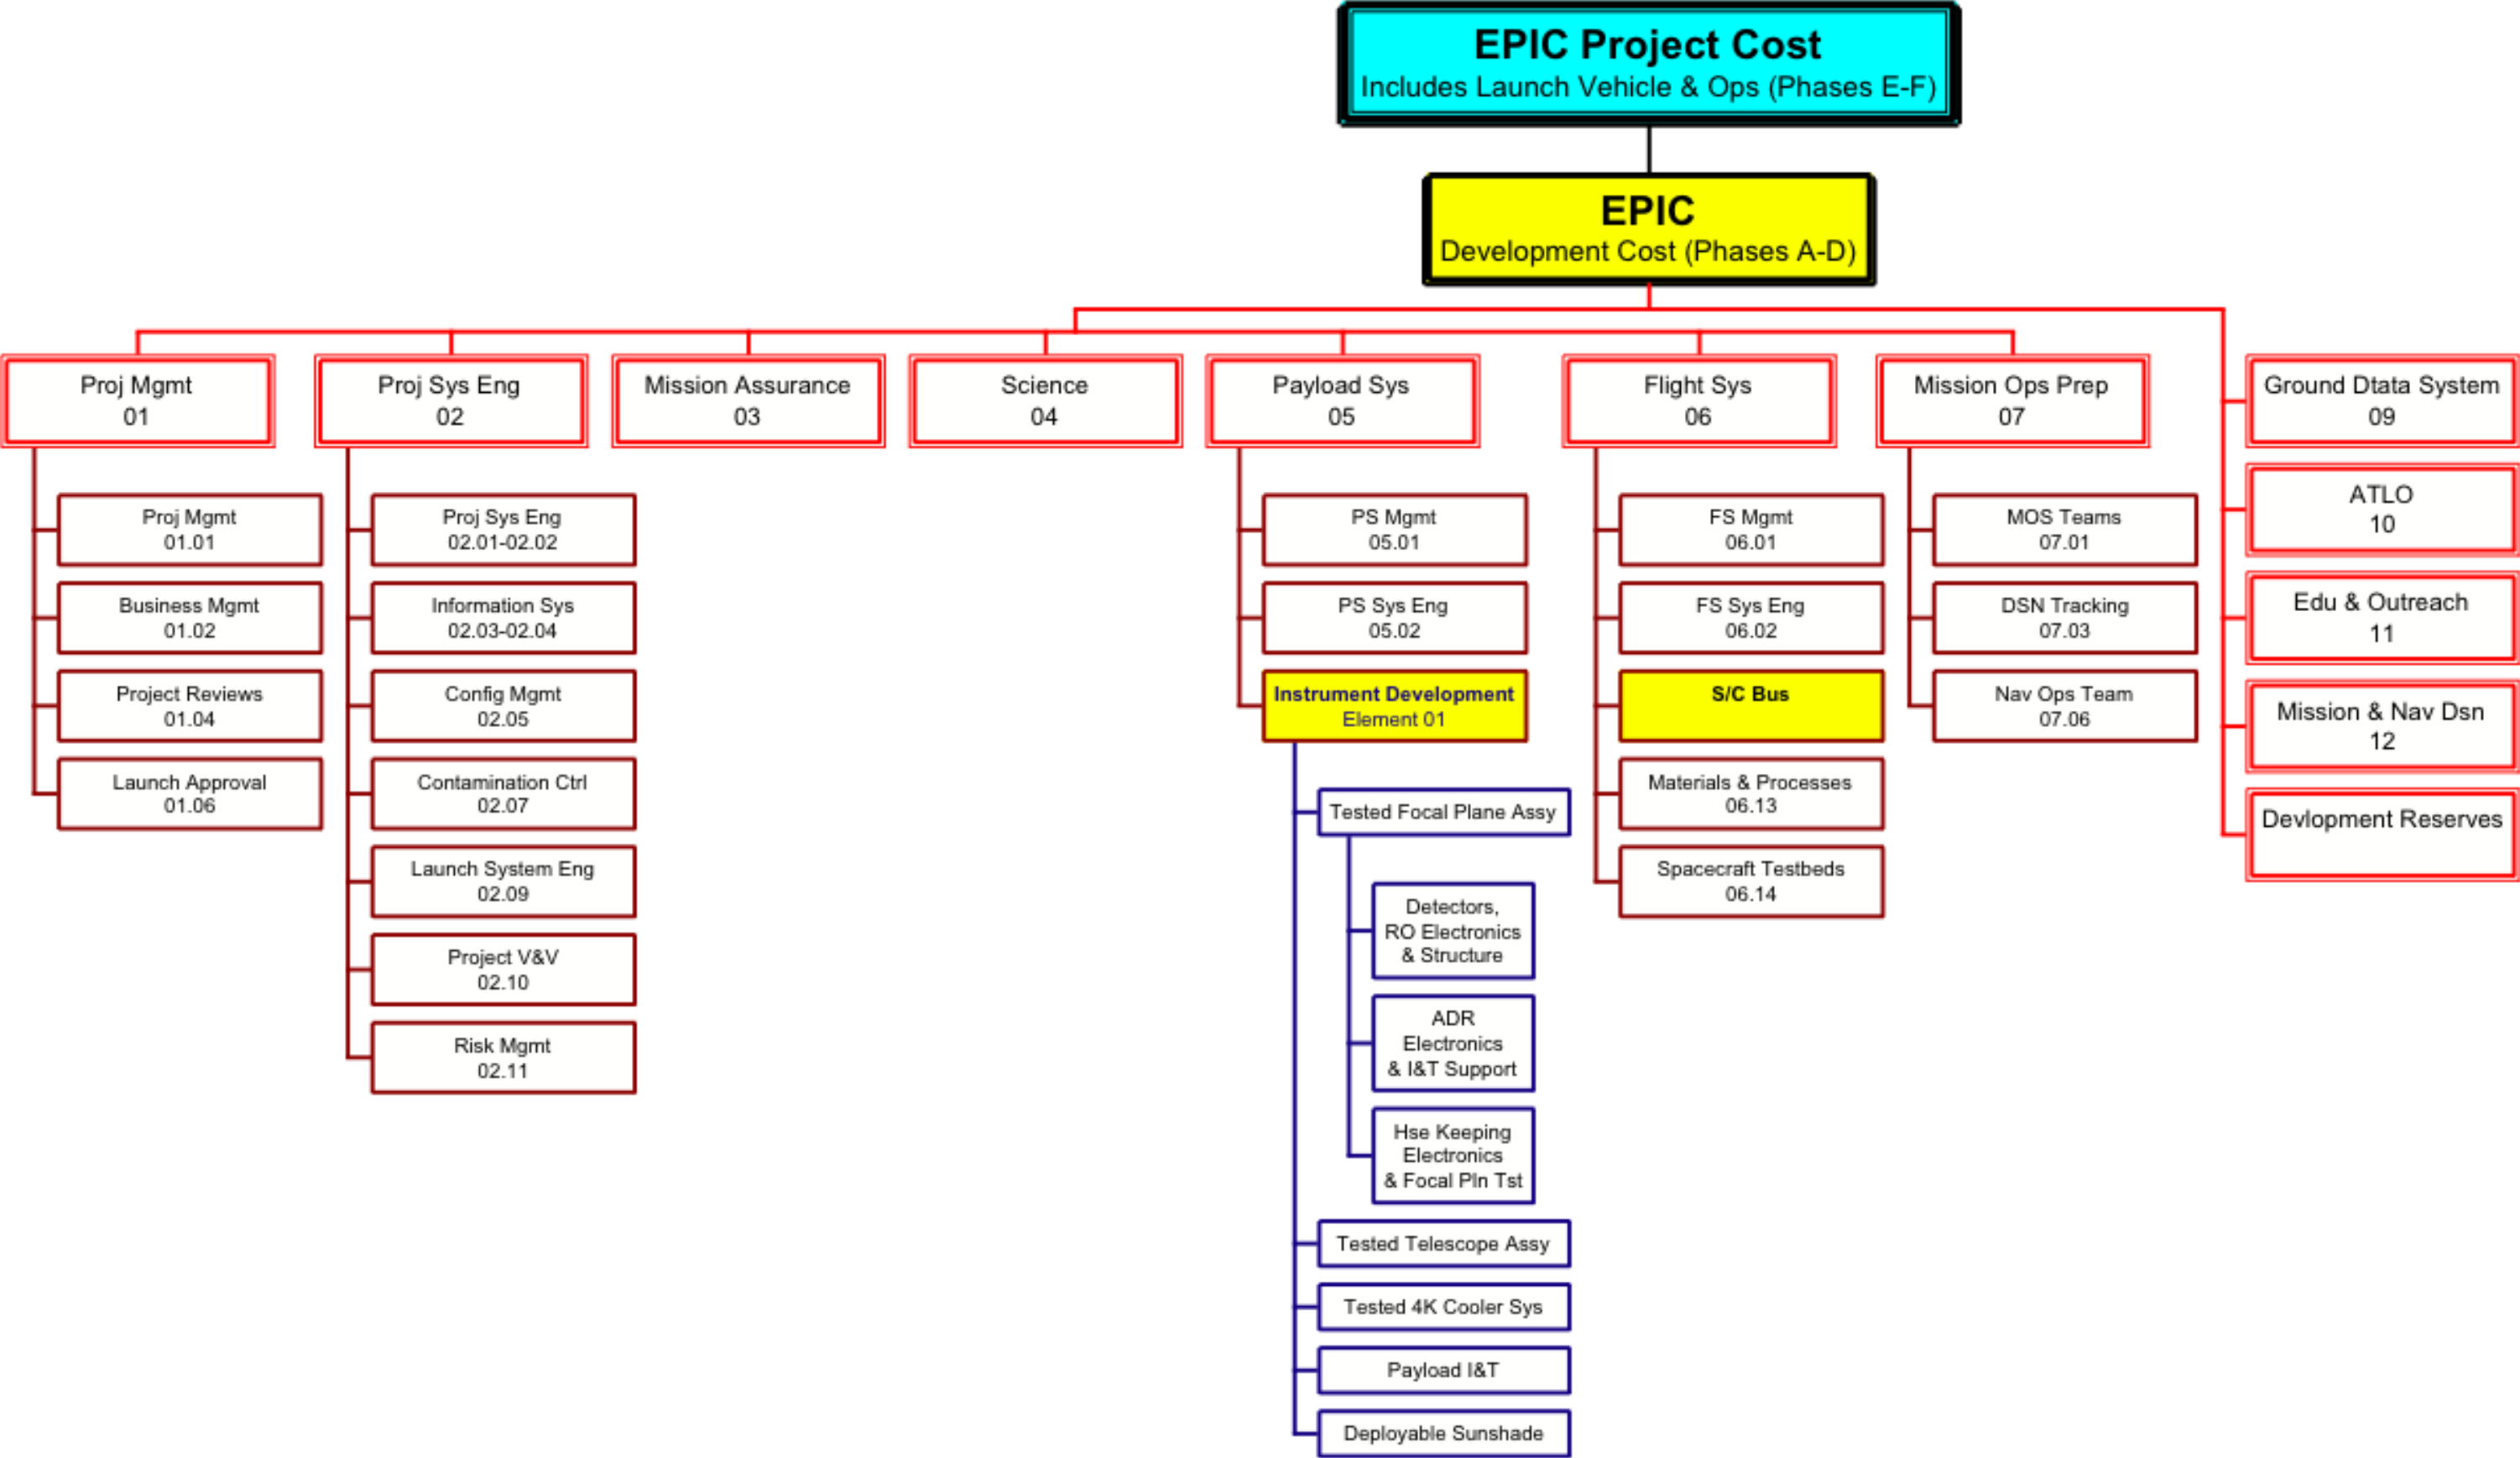 EPIC Project Cost
Includes Launch Vehicle & Ops (Phases E-F)
EPIC
Development Cost (Phases A-D)
Proj Mgmt
01
Proj Mgmt
01.01
Business Mgmt
01.02
Project Reviews
01.04
Launch Approval
01.06
Proj Sys Eng
02
Proj Sys Eng
02.01-02.02
Information Sys
02.03-02.04
Config Mgmt
02.05
Contamination Ctrl
02.07
Launch System Eng
02.09
Project V&V
02.10
Risk Mgmt
02.11
Mission Assurance
03
Science
04
Payload Sys
05
PS Mgmt
05.01
PS Sys Eng
05.02
Instrument Development
Element 01
Tested Focal Plane Assy
Detectors,
RO Electronics
& Structure
ADR
Electronics
& I&T Support
Hse Keeping
Electronics
& Focal Pln Tst
Tested Telescope Assy
Tested 4K Cooler Sys
Payload I&T
Deployable Sunshade
Flight Sys
06
FS Mgmt
06.01
FS Sys Eng
06.02
S/C Bus
Materials & Processes
06.13
Spacecraft Testbeds
06.14
Mission Ops Prep
07
MOS Teams
07.01
DSN Tracking
07.03
Nav Ops Team
07.06
Ground Dtata System
09
ATLO
10
Edu & Outreach
11
Mission & Nav Dsn
12
Devlopment Reserves